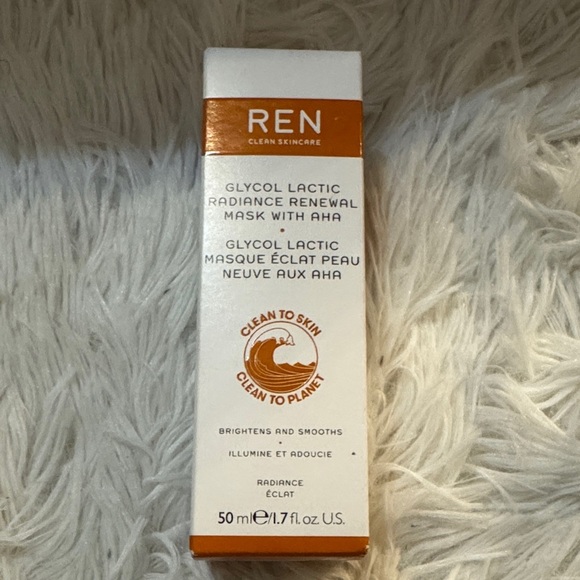 REN
CLEAN SKINCARE
GLYCOL LACTIC
RADIANCE RENEWAL
MASK WITH AHA
•
GLYCOL LACTIC
MASQUE ÉCLAT PEAU
NEUVE AUX AHA
CLEAN TO SKIN
CLEAN TO PLANET
BRIGHTENS AND SMOOTHS
•
ILLUMINE ET ADOUCIE
RADIANCE
ÉCLAT
50 ml℮/1.7 fl.oz. U.S.